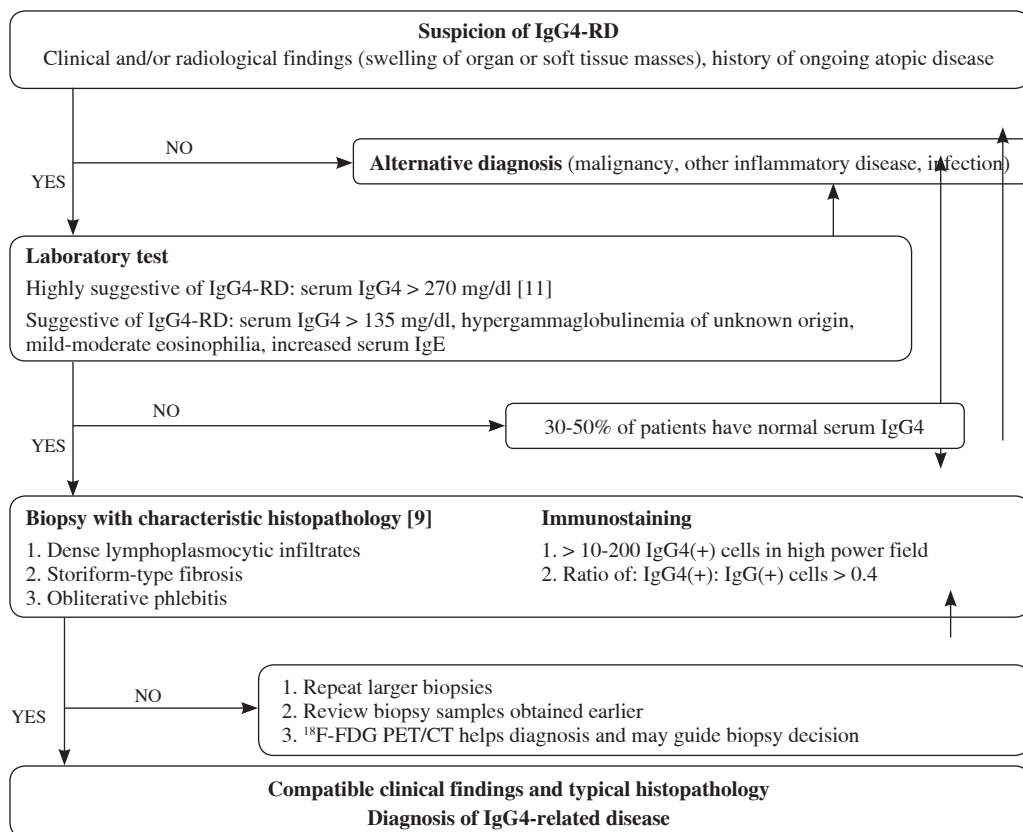 Suspicion of IgG4-RD
Clinical and/or radiological findings (swelling of organ or soft tissue masses), history of ongoing atopic disease
NO
Alternative diagnosis (malignancy, other inflammatory disease, infection)
YES
Laboratory test
Highly suggestive of IgG4-RD: serum IgG4 > 270 mg/dl [11]
Suggestive of IgG4-RD: serum IgG4 > 135 mg/dl, hypergammaglobulinemia of unknown origin,
mild-moderate eosinophilia, increased serum IgE
NO
30-50% of patients have normal serum IgG4
YES
Biopsy with characteristic histopathology [9]
1. Dense lymphoplasmocytic infiltrates
2. Storiform-type fibrosis
3. Obliterative phlebitis
Immunostaining
1. > 10-200 IgG4(+) cells in high power field
2. Ratio of: IgG4(+): IgG(+) cells > 0.4
NO
YES
1. Repeat larger biopsies
2. Review biopsy samples obtained earlier
3. ¹⁸F-FDG PET/CT helps diagnosis and may guide biopsy decision
Compatible clinical findings and typical histopathology
Diagnosis of IgG4-related disease